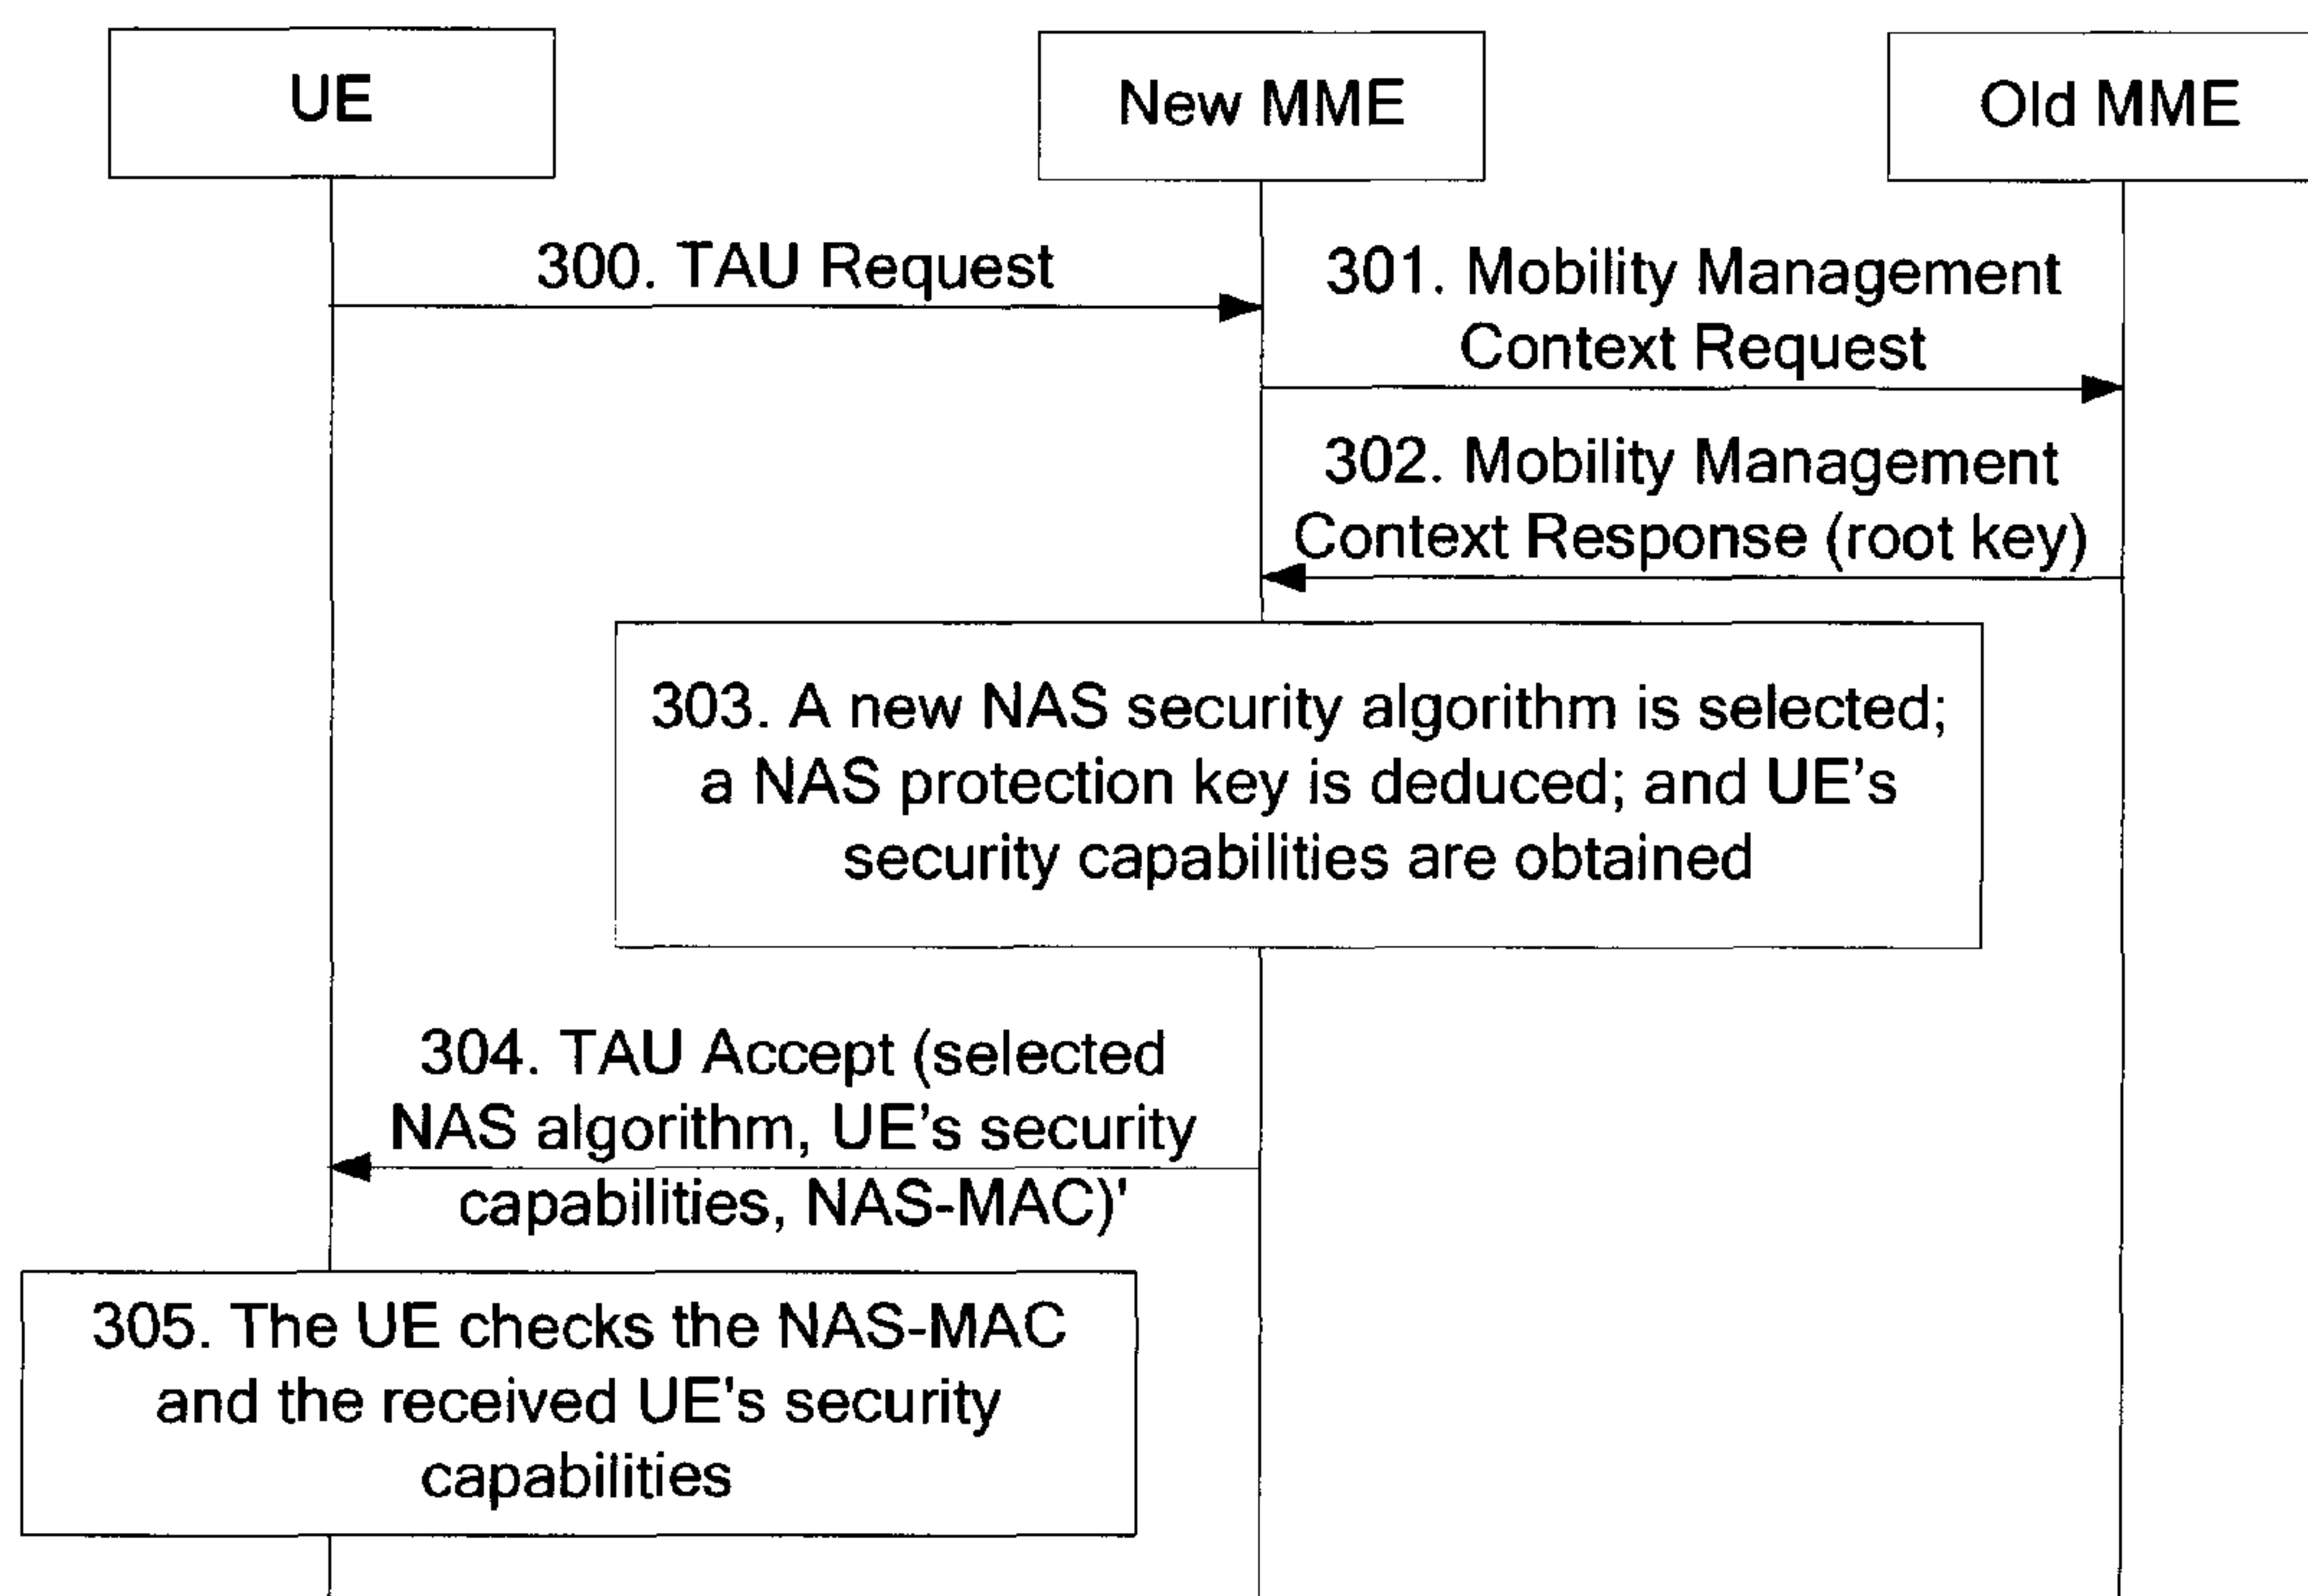 UE
New MME
Old MME
300. TAU Request
301. Mobility Management
Context Request
302. Mobility Management
Context Response (root key)
303. A new NAS security algorithm is selected;
a NAS protection key is deduced; and UE's
security capabilities are obtained
304. TAU Accept (selected
NAS algorithm, UE's security
capabilities, NAS-MAC)'
305. The UE checks the NAS-MAC
and the received UE's security
capabilities